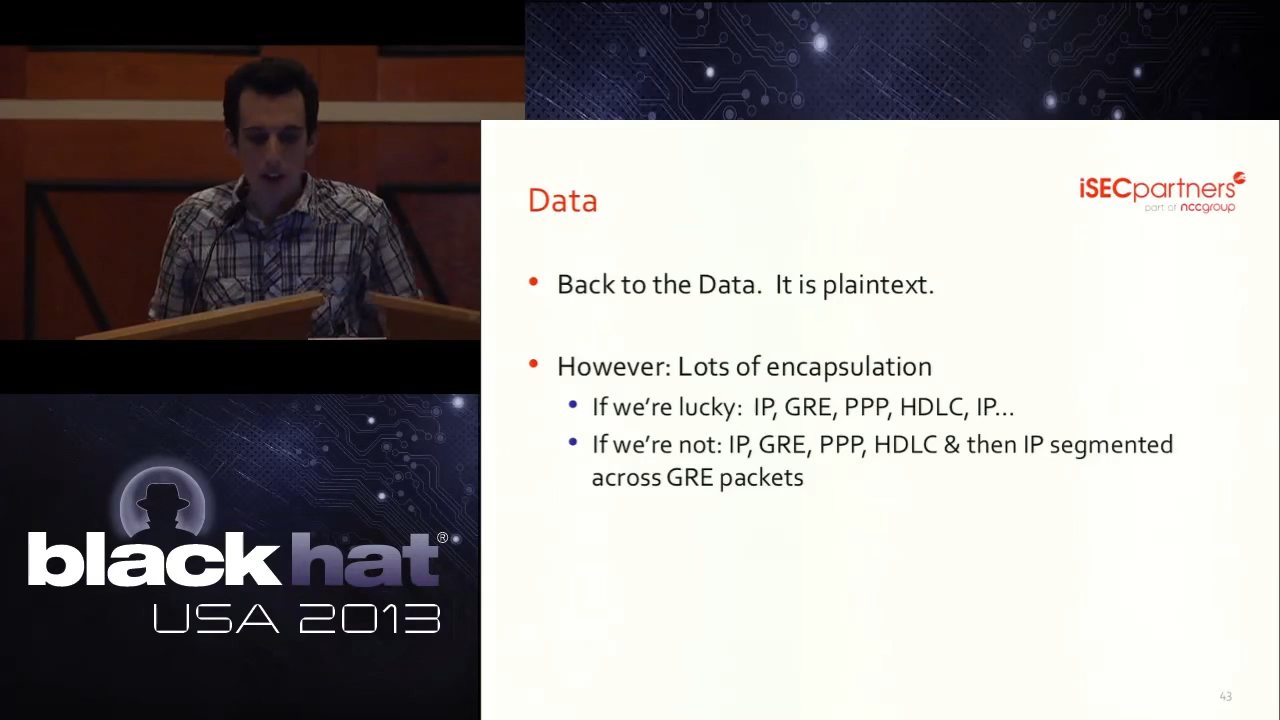 Data
iSECpartners
part of nccgroup
• Back to the Data.  It is plaintext.
• However: Lots of encapsulation
• If we’re lucky:  IP, GRE, PPP, HDLC, IP…
• If we’re not: IP, GRE, PPP, HDLC & then IP segmented
across GRE packets
black hat®
USA 2013
43